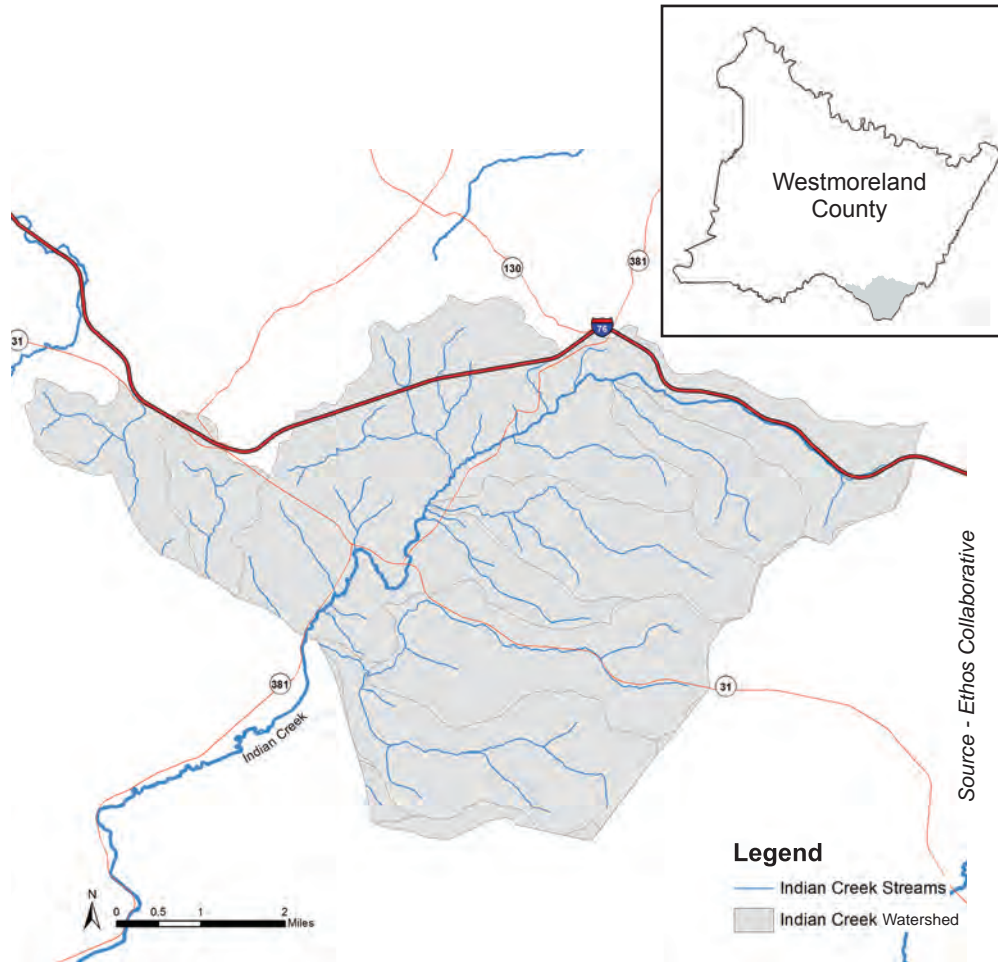 Westmoreland
County
130
381
76
31
31
381
Indian Creek
Source - Ethos Collaborative
Legend
Indian Creek Streams
Indian Creek Watershed
N
0 0.5 1 2
Miles